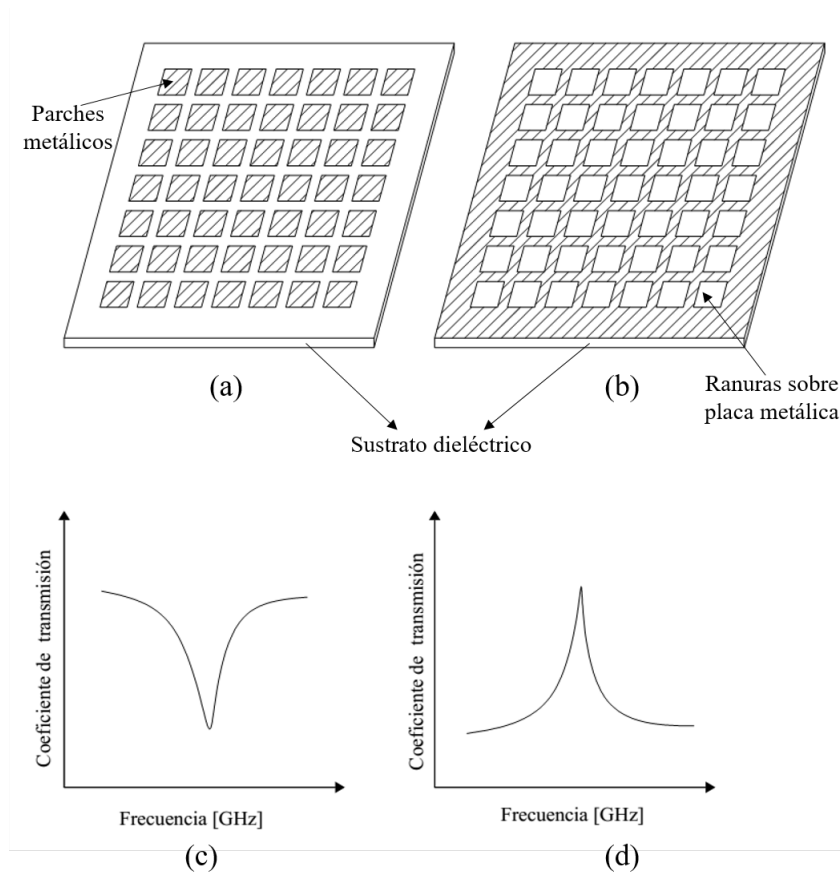 Parches
metálicos
(a)
(b)
Ranuras sobre
placa metálica
Sustrato dieléctrico
Coeficiente de transmisión
Frecuencia [GHz]
(c)
Coeficiente de transmisión
Frecuencia [GHz]
(d)